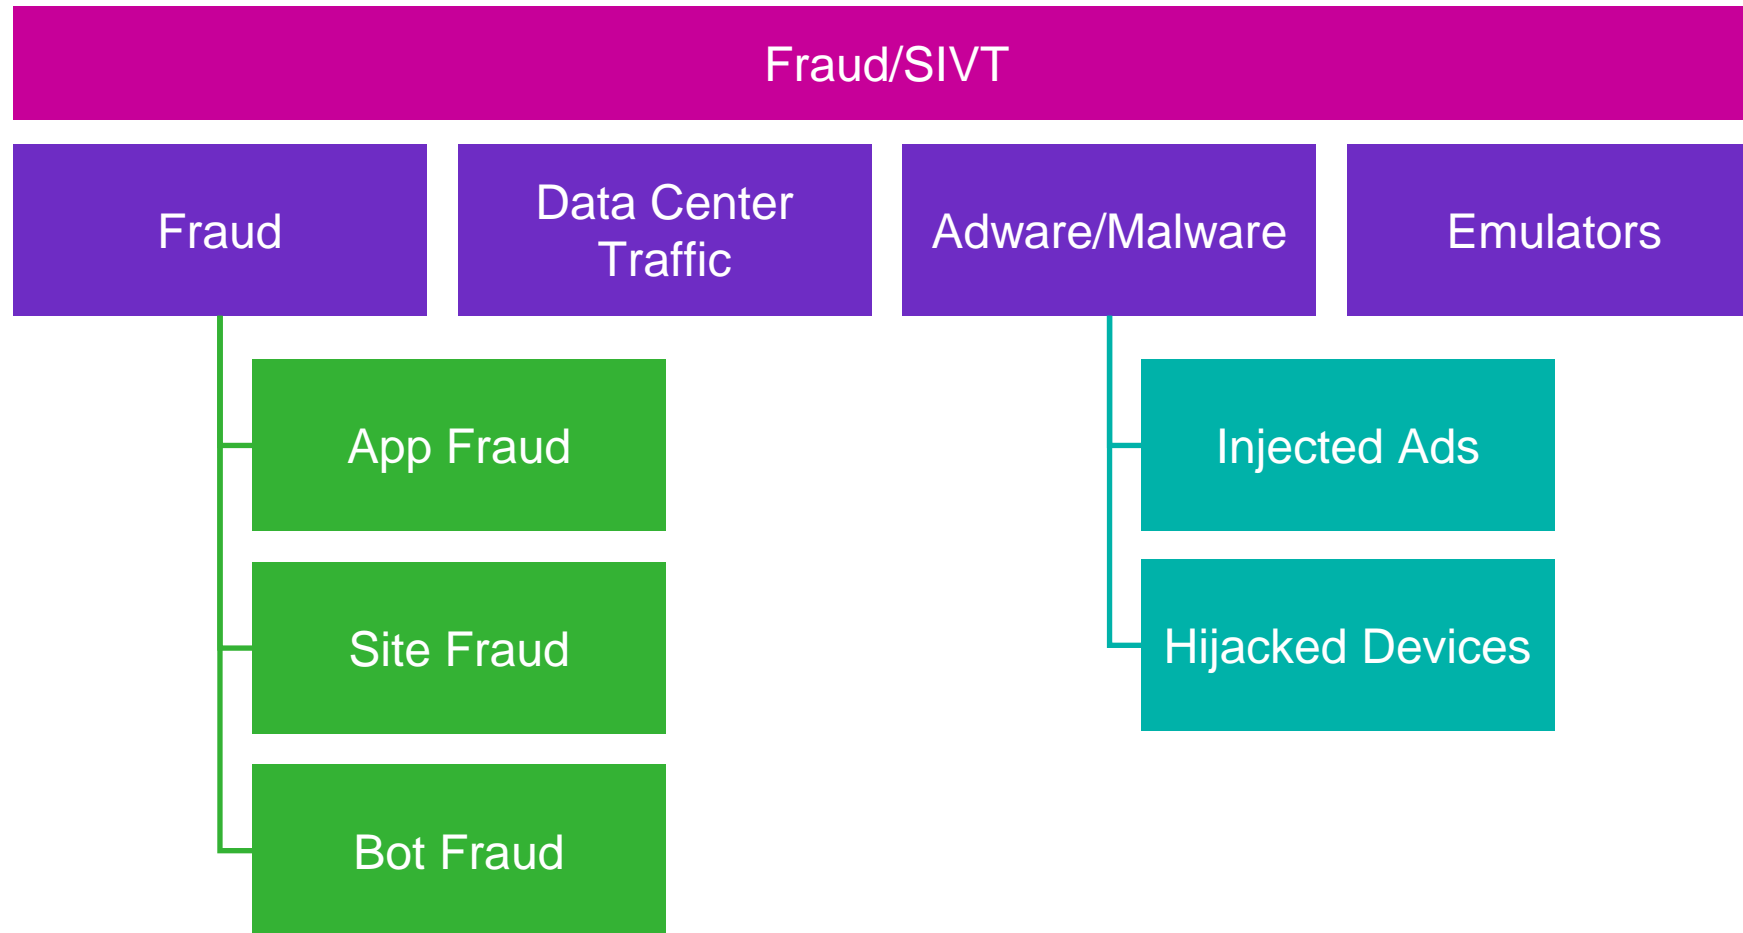 Fraud/SIVT
Fraud
Data Center
Traffic
Adware/Malware
Emulators
App Fraud
Site Fraud
Bot Fraud
Injected Ads
Hijacked Devices